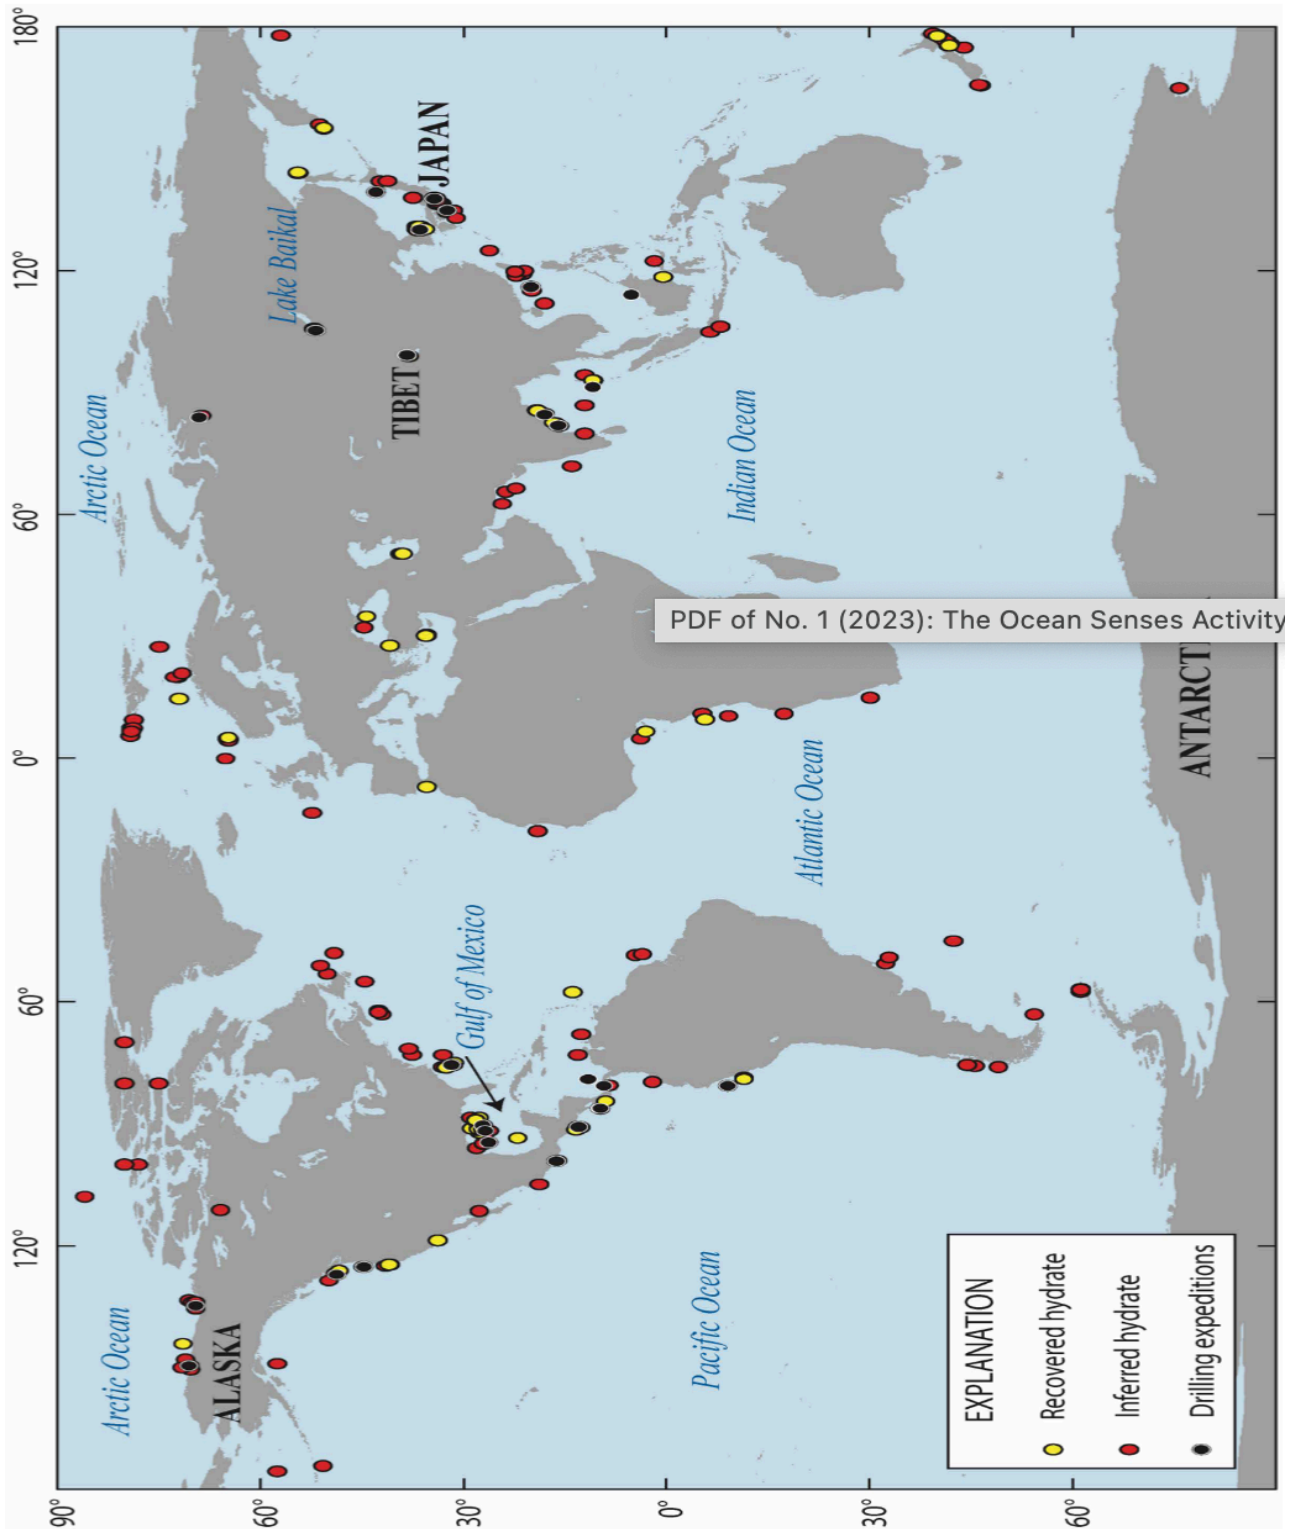 180°
120°
60°
0°
60°
120°
90°
60°
30°
0°
30°
60°
Arctic Ocean
Lake Baikal
JAPAN
TIBET
Indian Ocean
PDF of No. 1 (2023): The Ocean Senses Activity
ANTARCTI
Atlantic Ocean
Gulf of Mexico
Arctic Ocean
ALASKA
Pacific Ocean
EXPLANATION
Recovered hydrate
Inferred hydrate
Drilling expeditions